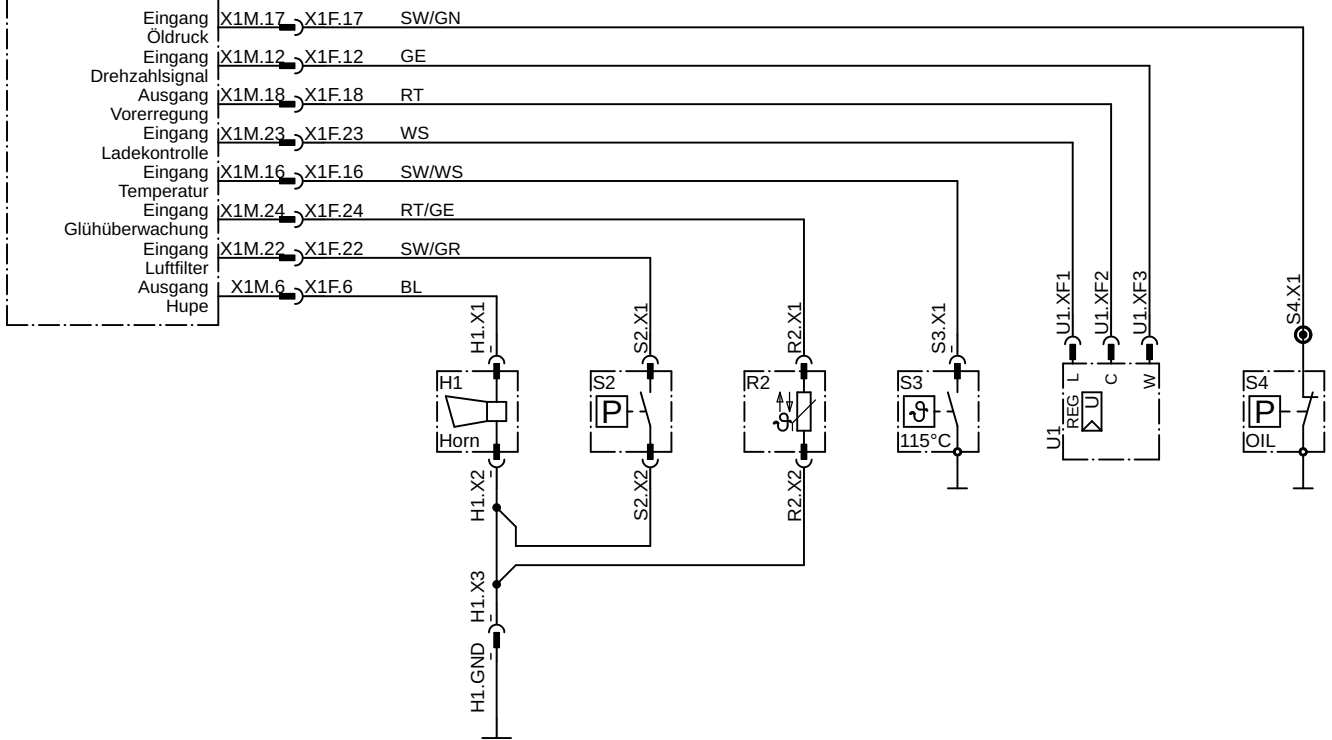 Eingang X1M.17 X1F.17 SW/GN
Öldruck
Eingang X1M.12 X1F.12 GE
Drehzahlsignal
Ausgang X1M.18 X1F.18 RT
Vorerregung
Eingang X1M.23 X1F.23 WS
Ladekontrolle
Eingang X1M.16 X1F.16 SW/WS
Temperatur
Eingang X1M.24 X1F.24 RT/GE
Glühüberwachung
Eingang X1M.22 X1F.22 SW/GR
Luftfilter
Ausgang X1M.6 X1F.6 BL
Hupe
H1.X1
S2.X1
R2.X1
S3.X1
U1.XF1
U1.XF2
U1.XF3
S4.X1
H1
Horn
S2
P
R2
ϑ
S3
ϑ
115°C
L
C
W
REG
U
U1
S4
P
OIL
H1.X2
S2.X2
R2.X2
H1.X3
H1.GND